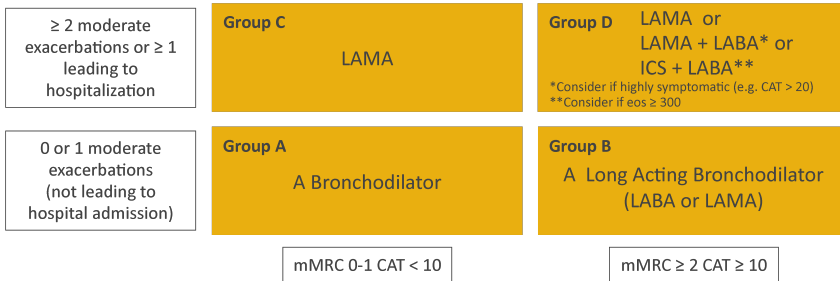 ≥ 2 moderate
exacerbations or ≥ 1
leading to
hospitalization
Group C
LAMA
Group D
LAMA or
LAMA + LABA* or
ICS + LABA**
*Consider if highly symptomatic (e.g. CAT > 20)
**Consider if eos ≥ 300
0 or 1 moderate
exacerbations
(not leading to
hospital admission)
Group A
A Bronchodilator
Group B
A Long Acting Bronchodilator
(LABA or LAMA)
mMRC 0-1 CAT < 10
mMRC ≥ 2 CAT ≥ 10